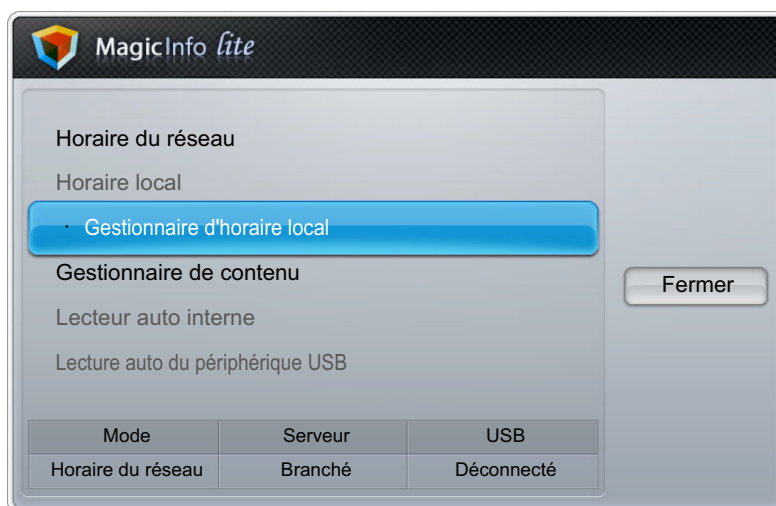 MagicInfo lite
Horaire du réseau
Horaire local
· Gestionnaire d'horaire local
Gestionnaire de contenu
Lecteur auto interne
Lecture auto du périphérique USB
Fermer
Mode Serveur USB
Horaire du réseau Branché Déconnecté